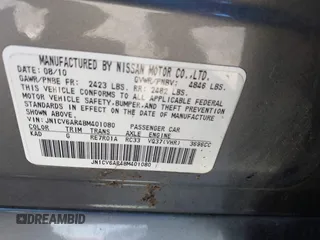 MANUFACTURED BY NISSAN MOTOR CO.,LTD.
DATE: 08/10 GVWR/PNBV: 4846 LBS.
GAWR/PNBE FR: 2423 LBS. RR: 2482 LBS.
THIS VEHICLE CONFORMS TO ALL APPLICABLE FEDERAL
MOTOR VEHICLE SAFETY, BUMPER, AND THEFT PREVENTION
STANDARDS IN EFFECT ON THE DATE OF MANUFACTURE
SHOWN ABOVE.
VIN:JN1CV6AR4BM401080 PASSENGER CAR
COLOR TRIM TRANS AXLE ENGINE
KAD G RE7R01A RC33 VQ37(VHR) 3696CC
JN1CV6AR4BM401080